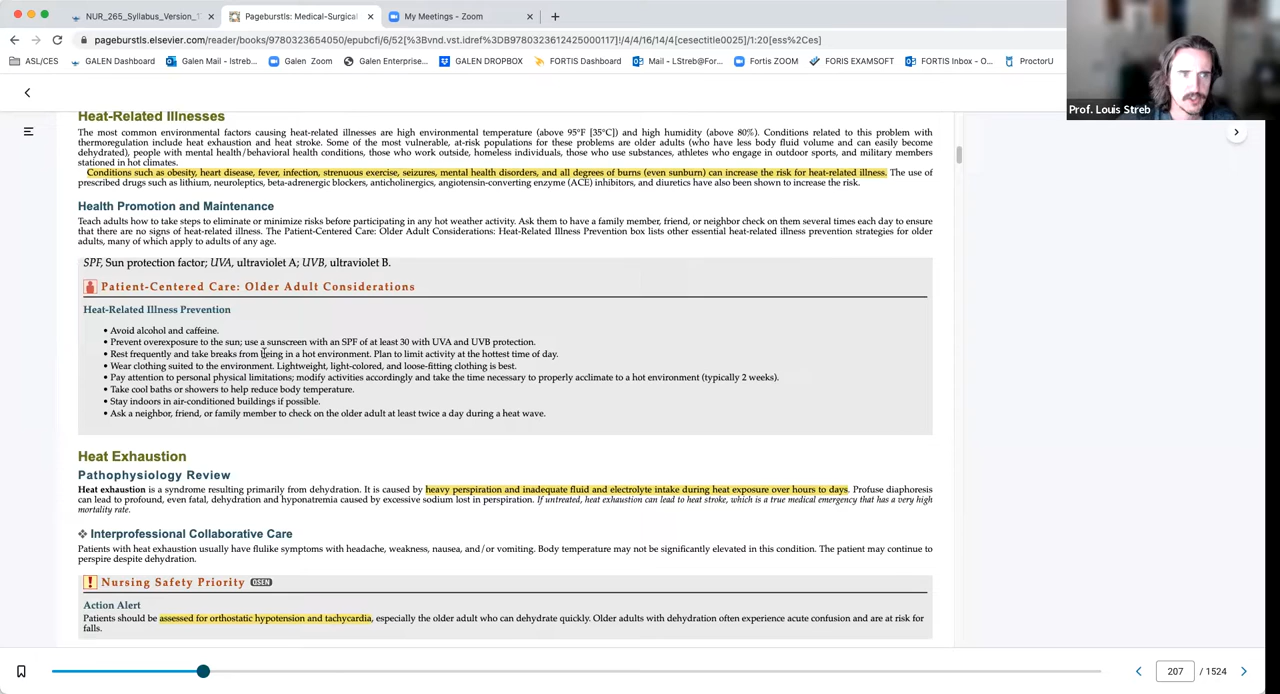 NUR_265_Syllabus_Version_1
Pageburstls: Medical-Surgical
My Meetings - Zoom
pageburstls.elsevier.com/reader/books/9780323654050/epubcfi/6/52[%3Bvnd.vst.idref%3DB9780323612425000117]!/4/4/16/14/4[cesectitle0025]/1:20[ess%2Ces]
ASL/CES
GALEN Dashboard
Galen Mail - lstreb...
Galen Zoom
Galen Enterprise...
GALEN DROPBOX
FORTIS Dashboard
Mail - LStreb@For...
Fortis ZOOM
FORIS EXAMSOFT
FORTIS Inbox - O...
ProctorU
Prof. Louis Streb
Heat-Related Illnesses
The most common environmental factors causing heat-related illnesses are high environmental temperature (above 95°F [35°C]) and high humidity (above 80%). Conditions related to this problem with
thermoregulation include heat exhaustion and heat stroke. Some of the most vulnerable, at-risk populations for these problems are older adults (who have less body fluid volume and can easily become
dehydrated), people with mental health/behavioral health conditions, those who work outside, homeless individuals, those who use substances, athletes who engage in outdoor sports, and military members
stationed in hot climates.
Conditions such as obesity, heart disease, fever, infection, strenuous exercise, seizures, mental health disorders, and all degrees of burns (even sunburn) can increase the risk for heat-related illness. The use of
prescribed drugs such as lithium, neuroleptics, beta-adrenergic blockers, anticholinergics, angiotensin-converting enzyme (ACE) inhibitors, and diuretics have also been shown to increase the risk.
Health Promotion and Maintenance
Teach adults how to take steps to eliminate or minimize risks before participating in any hot weather activity. Ask them to have a family member, friend, or neighbor check on them several times each day to ensure
that there are no signs of heat-related illness. The Patient-Centered Care: Older Adult Considerations: Heat-Related Illness Prevention box lists other essential heat-related illness prevention strategies for older
adults, many of which apply to adults of any age.
SPF, Sun protection factor; UVA, ultraviolet A; UVB, ultraviolet B.
Patient-Centered Care: Older Adult Considerations
Heat-Related Illness Prevention
• Avoid alcohol and caffeine.
• Prevent overexposure to the sun; use a sunscreen with an SPF of at least 30 with UVA and UVB protection.
• Rest frequently and take breaks from being in a hot environment. Plan to limit activity at the hottest time of day.
• Wear clothing suited to the environment. Lightweight, light-colored, and loose-fitting clothing is best.
• Pay attention to personal physical limitations; modify activities accordingly and take the time necessary to properly acclimate to a hot environment (typically 2 weeks).
• Take cool baths or showers to help reduce body temperature.
• Stay indoors in air-conditioned buildings if possible.
• Ask a neighbor, friend, or family member to check on the older adult at least twice a day during a heat wave.
Heat Exhaustion
Pathophysiology Review
Heat exhaustion is a syndrome resulting primarily from dehydration. It is caused by heavy perspiration and inadequate fluid and electrolyte intake during heat exposure over hours to days. Profuse diaphoresis
can lead to profound, even fatal, dehydration and hyponatremia caused by excessive sodium lost in perspiration. If untreated, heat exhaustion can lead to heat stroke, which is a true medical emergency that has a very high
mortality rate.
❖ Interprofessional Collaborative Care
Patients with heat exhaustion usually have flulike symptoms with headache, weakness, nausea, and/or vomiting. Body temperature may not be significantly elevated in this condition. The patient may continue to
perspire despite dehydration.
! Nursing Safety Priority QSEN
Action Alert
Patients should be assessed for orthostatic hypotension and tachycardia, especially the older adult who can dehydrate quickly. Older adults with dehydration often experience acute confusion and are at risk for
falls.
207 / 1524